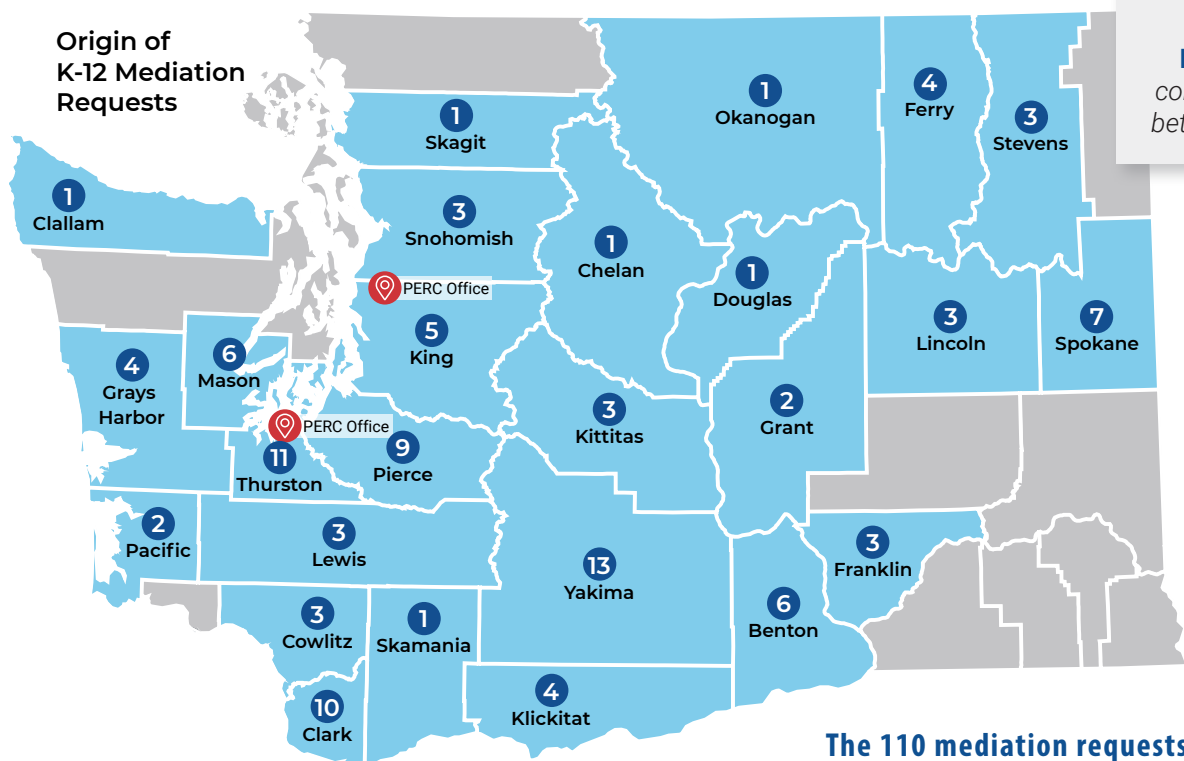 Origin of
K-12 Mediation
Requests
1
Skagit
1
Okanogan
4
Ferry
3
Stevens
1
Clallam
3
Snohomish
1
Chelan
1
Douglas
PERC Office
5
King
3
Lincoln
7
Spokane
4
Grays
Harbor
6
Mason
3
Kittitas
2
Grant
PERC Office
11
Thurston
9
Pierce
2
Pacific
3
Lewis
13
Yakima
3
Franklin
6
Benton
3
Cowlitz
1
Skamania
4
Klickitat
10
Clark
The 110 mediation requests